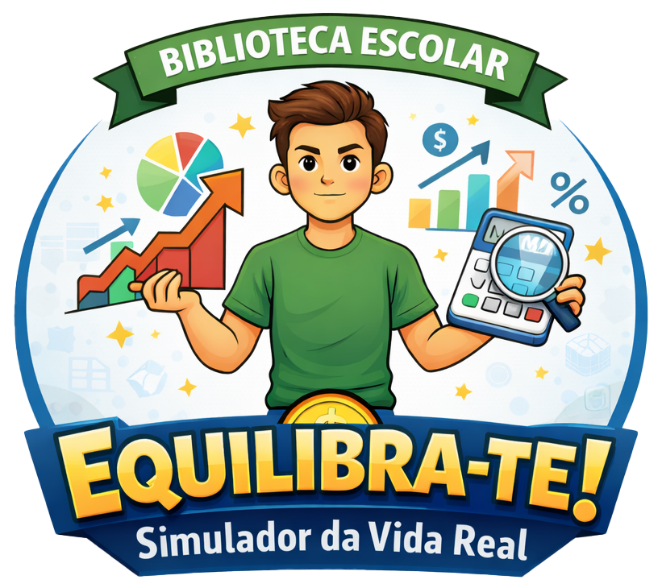 BIBLIOTECA ESCOLAR
$
%
EQUILIBRA-TE!
Simulador da Vida Real